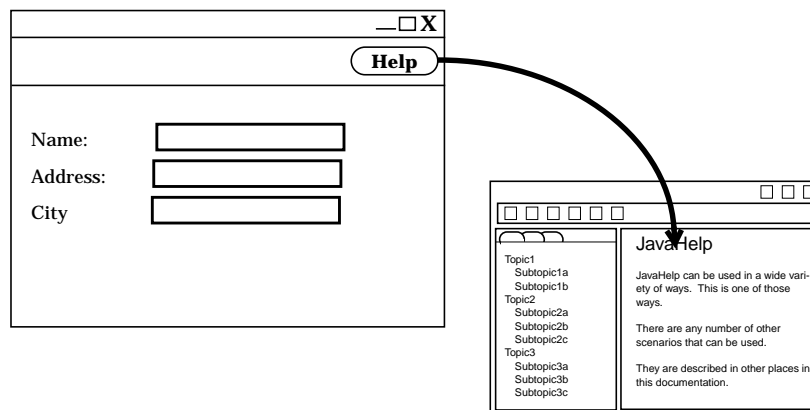 X
Help
Name:
Address:
City
JavaHelp
Topic1
Subtopic1a
Subtopic1b
Topic2
Subtopic2a
Subtopic2b
Subtopic2c
Topic3
Subtopic3a
Subtopic3b
Subtopic3c
JavaHelp can be used in a wide vari-
ety of ways. This is one of those
ways.
There are any number of other
scenarios that can be used.
They are described in other places in
this documentation.